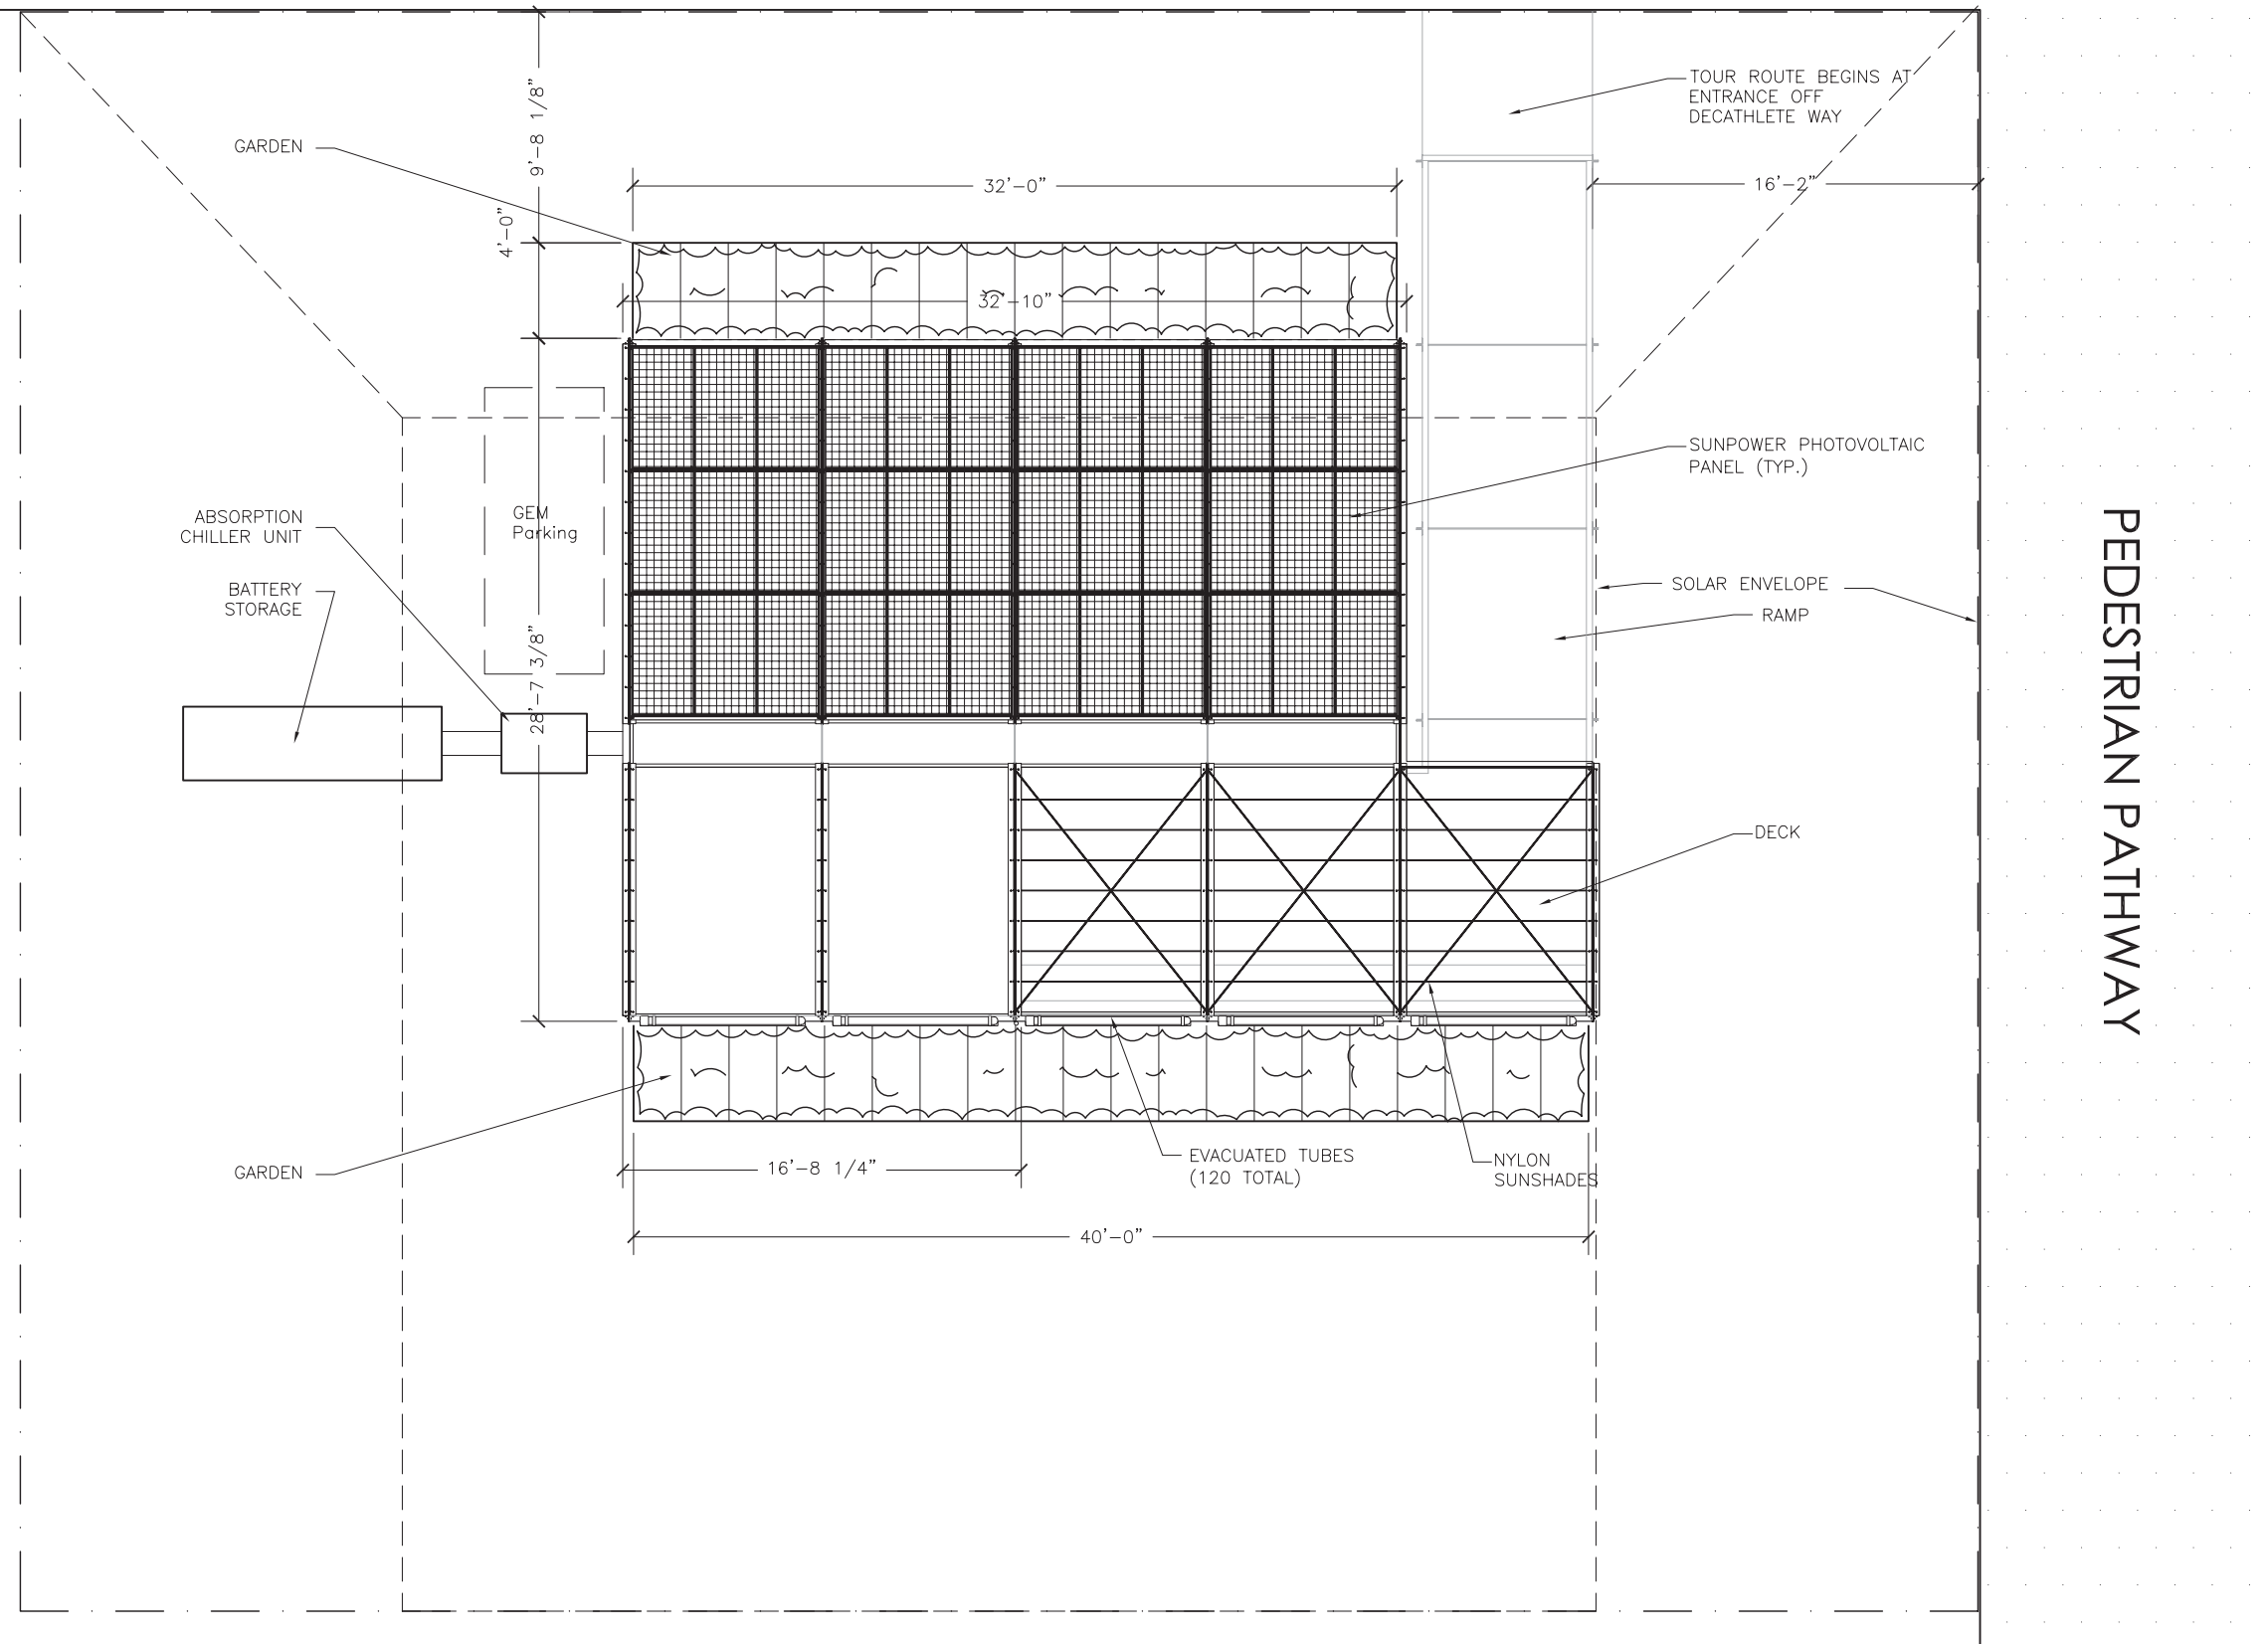 TOUR ROUTE BEGINS AT
ENTRANCE OFF
DECATHLETE WAY
9'-8 1/8"
GARDEN
32'-0"
16'-2"
4'-0"
32'-10"
SUNPOWER PHOTOVOLTAIC
PANEL (TYP.)
GEM
Parking
ABSORPTION
CHILLER UNIT
BATTERY
STORAGE
SOLAR ENVELOPE
RAMP
28'-7 3/8"
PEDESTRIAN PATHWAY
DECK
EVACUATED TUBES
(120 TOTAL)
NYLON
SUNSHADES
GARDEN
16'-8 1/4"
40'-0"